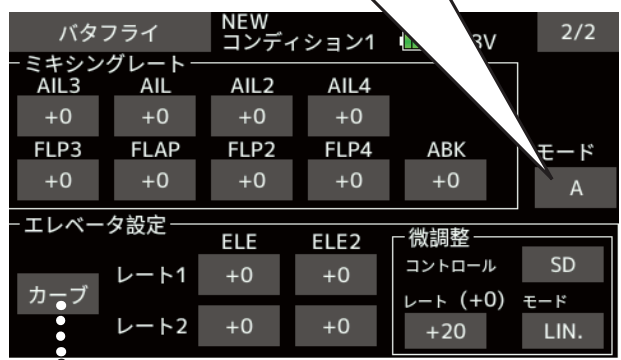 バタフライ
NEW
コンディション1
3V
2/2
ミキシングレート
AIL3 AIL AIL2 AIL4
+0 +0 +0 +0
FLP3 FLAP FLP2 FLP4 ABK
+0 +0 +0 +0 +0
モード
A
エレベータ設定
ELE ELE2
カーブ
レート1 +0 +0
レート2 +0 +0
微調整
コントロール SD
レート (+0) モード
+20 LIN.